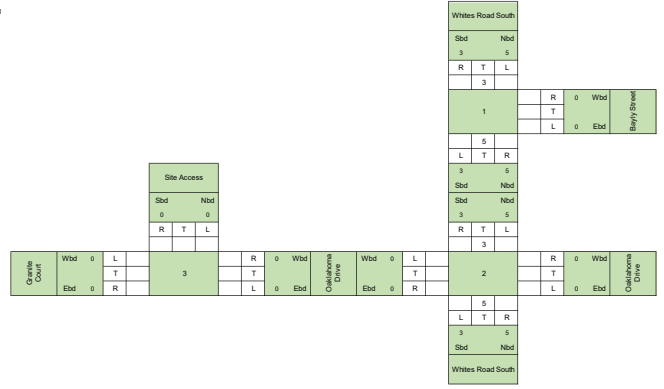 Whites Road South
Sbd Nbd
3 5
R T L
3
1
R 0 Wbd
T
L 0 Ebd
Bayly Street
5
L T R
3 5
Sbd Nbd
Site Access
Sbd Nbd
0 0
R T L
Sbd Nbd
3 5
R T L
3
Granite
Court
Wbd 0 L
T
Ebd 0 R
3
R 0 Wbd
T
L 0 Ebd
Oaklahoma
Drive
Wbd 0 L
T
Ebd 0 R
2
R 0 Wbd
T
L 0 Ebd
Oaklahoma
Drive
5
L T R
3 5
Sbd Nbd
Whites Road South